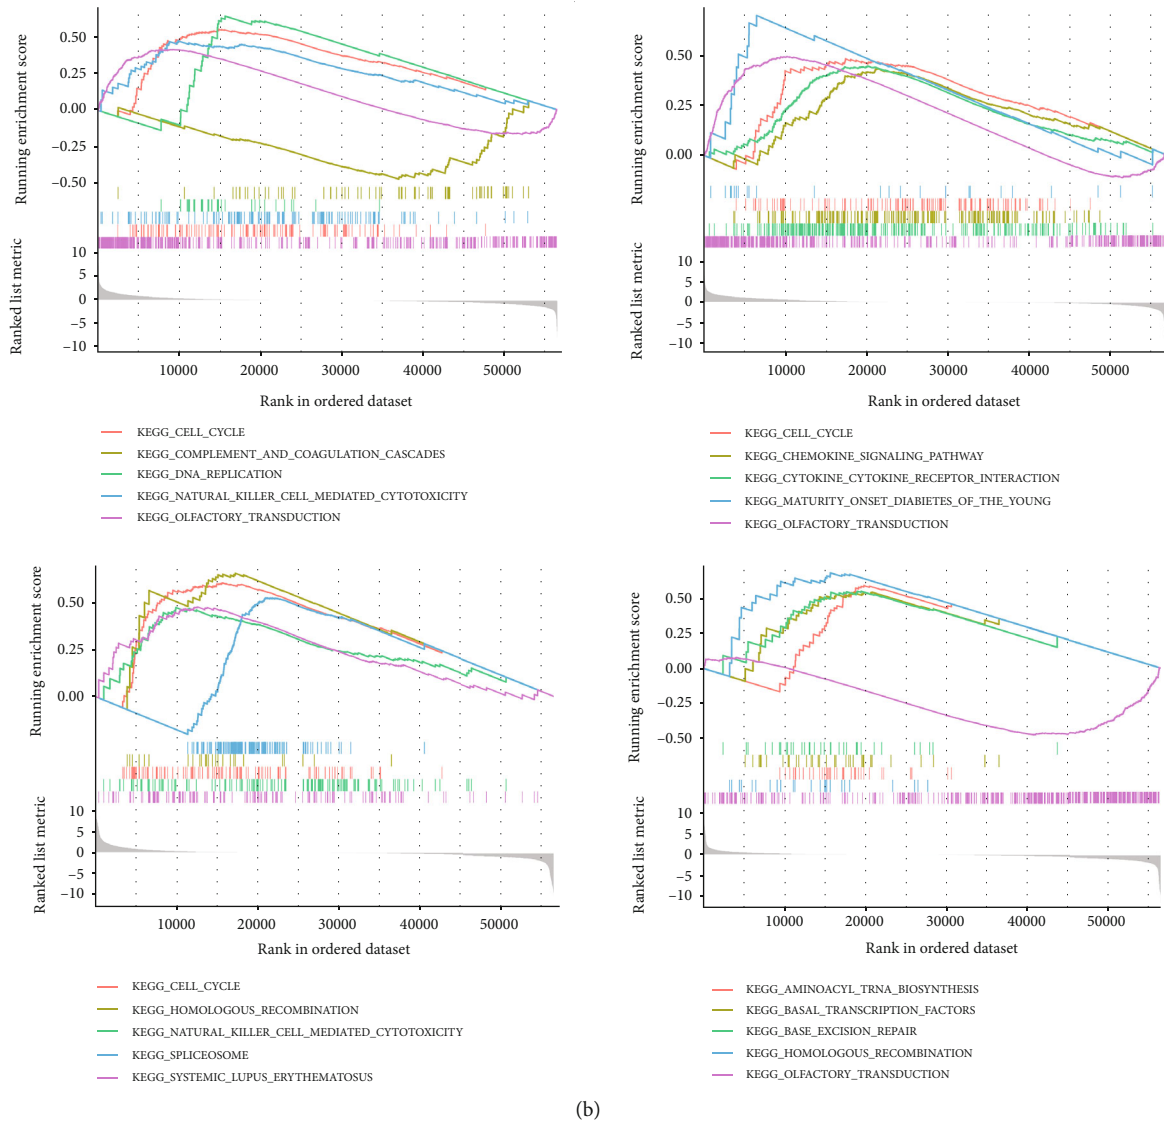 Running enrichment score
0.50
0.25
0.00
−0.25
−0.50
Ranked list metric
10
5
0
−5
−10
10000 20000 30000 40000 50000
Rank in ordered dataset
KEGG_CELL_CYCLE
KEGG_COMPLEMENT_AND_COAGULATION_CASCADES
KEGG_DNA_REPLICATION
KEGG_NATURAL_KILLER_CELL_MEDIATED_CYTOTOXICITY
KEGG_OLFACTORY_TRANSDUCTION
Running enrichment score
0.50
0.25
0.00
Ranked list metric
10
5
0
−5
−10
10000 20000 30000 40000 50000
Rank in ordered dataset
KEGG_CELL_CYCLE
KEGG_CHEMOKINE_SIGNALING_PATHWAY
KEGG_CYTOKINE_CYTOKINE_RECEPTOR_INTERACTION
KEGG_MATURITY_ONSET_DIABETES_OF_THE_YOUNG
KEGG_OLFACTORY_TRANSDUCTION
Running enrichment score
0.50
0.25
0.00
Ranked list metric
10
5
0
−5
−10
10000 20000 30000 40000 50000
Rank in ordered dataset
KEGG_CELL_CYCLE
KEGG_HOMOLOGOUS_RECOMBINATION
KEGG_NATURAL_KILLER_CELL_MEDIATED_CYTOTOXICITY
KEGG_SPLICEOSOME
KEGG_SYSTEMIC_LUPUS_ERYTHEMATOSUS
Running enrichment score
0.50
0.25
0.00
−0.25
−0.50
Ranked list metric
10
5
0
−5
−10
10000 20000 30000 40000 50000
Rank in ordered dataset
KEGG_AMINOACYL_TRNA_BIOSYNTHESIS
KEGG_BASAL_TRANSCRIPTION_FACTORS
KEGG_BASE_EXCISION_REPAIR
KEGG_HOMOLOGOUS_RECOMBINATION
KEGG_OLFACTORY_TRANSDUCTION
(b)